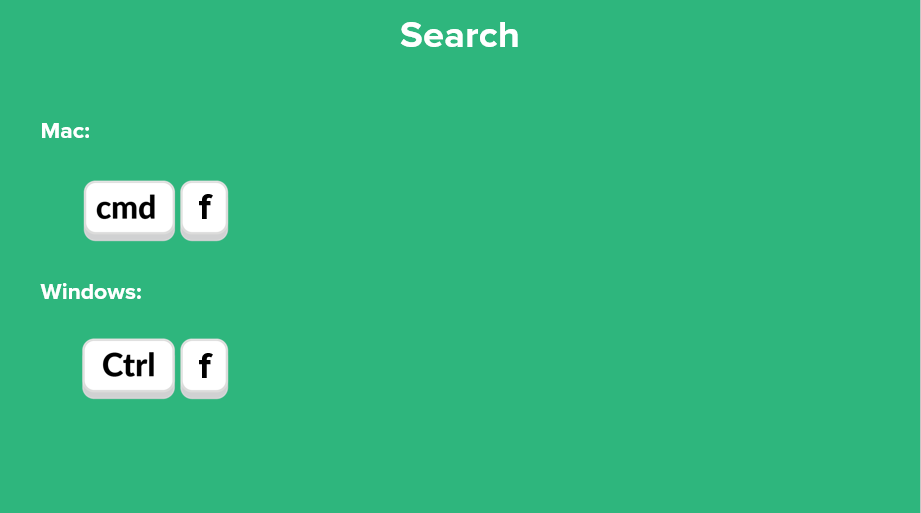 Search
Mac:
cmd f
Windows:
Ctrl f